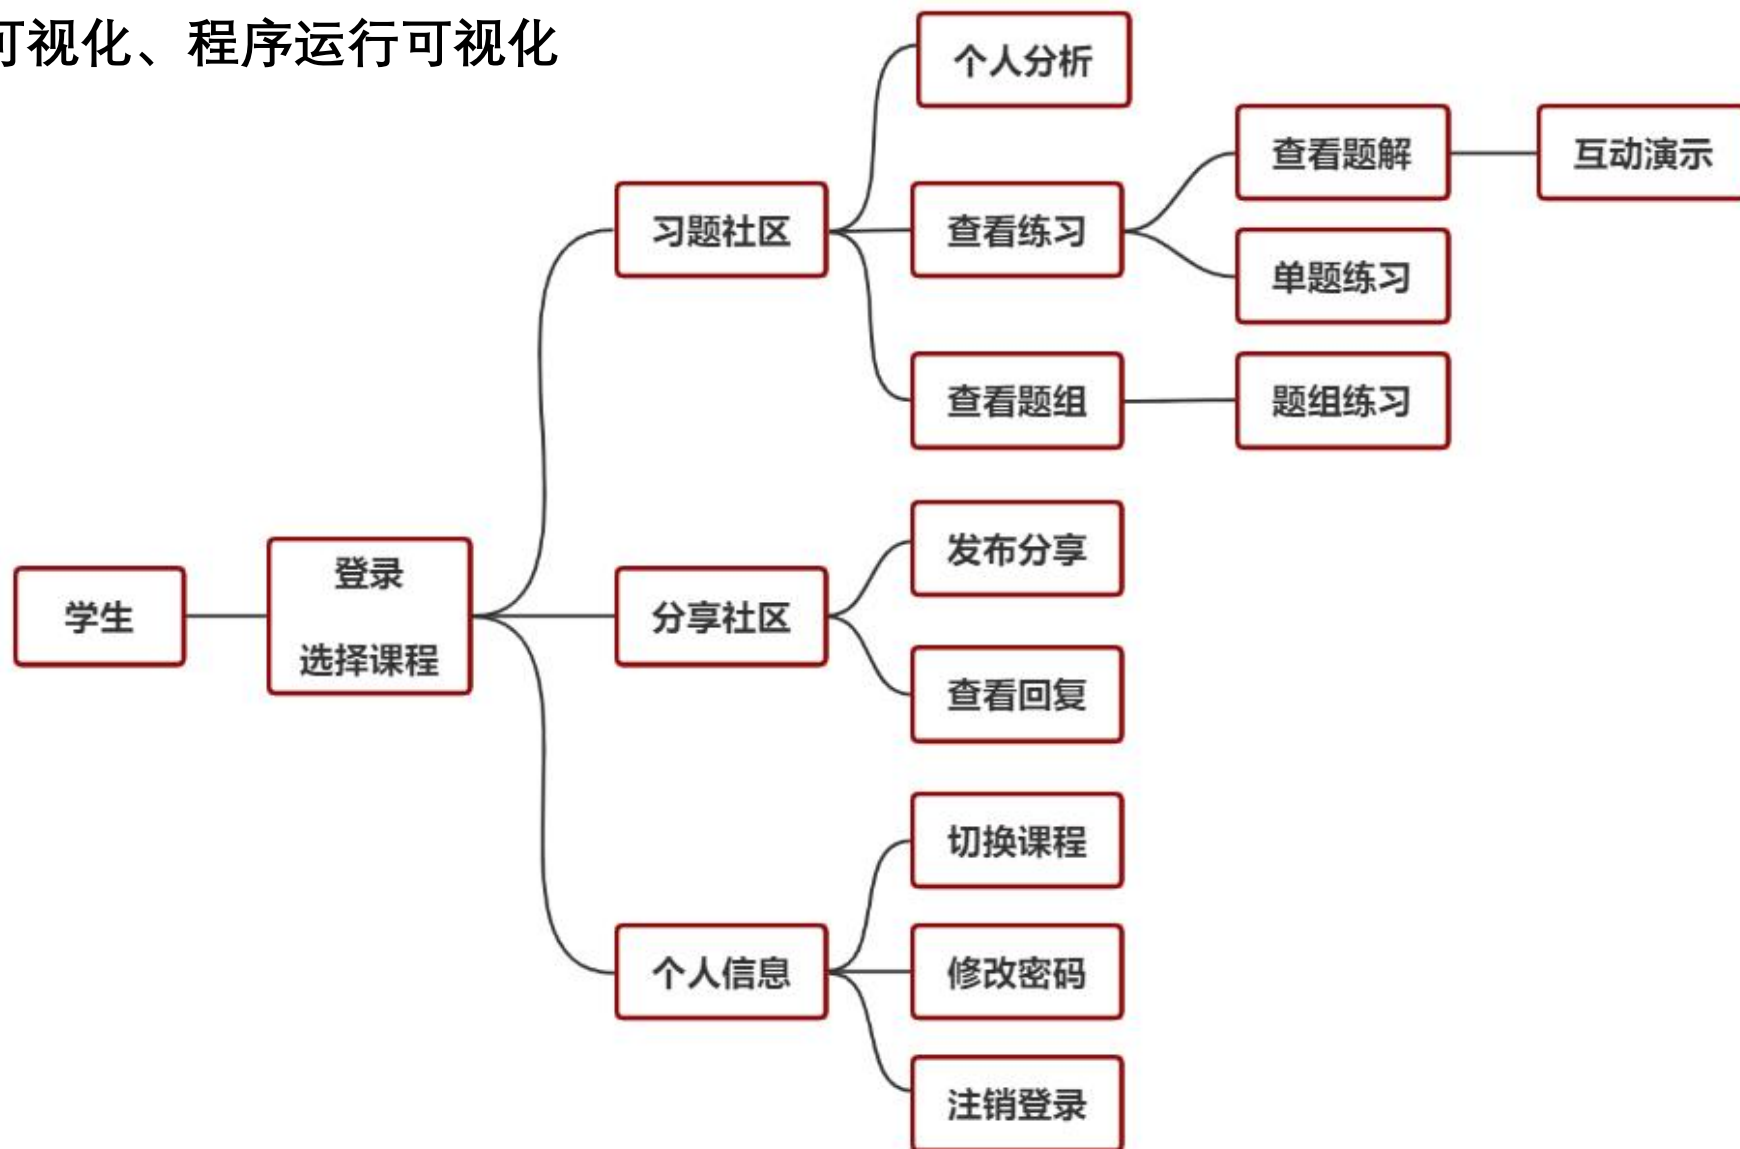 可视化、程序运行可视化
个人分析
查看题解
互动演示
习题社区
查看练习
单题练习
查看题组
题组练习
发布分享
学生
登录
选择课程
分享社区
查看回复
切换课程
个人信息
修改密码
注销登录